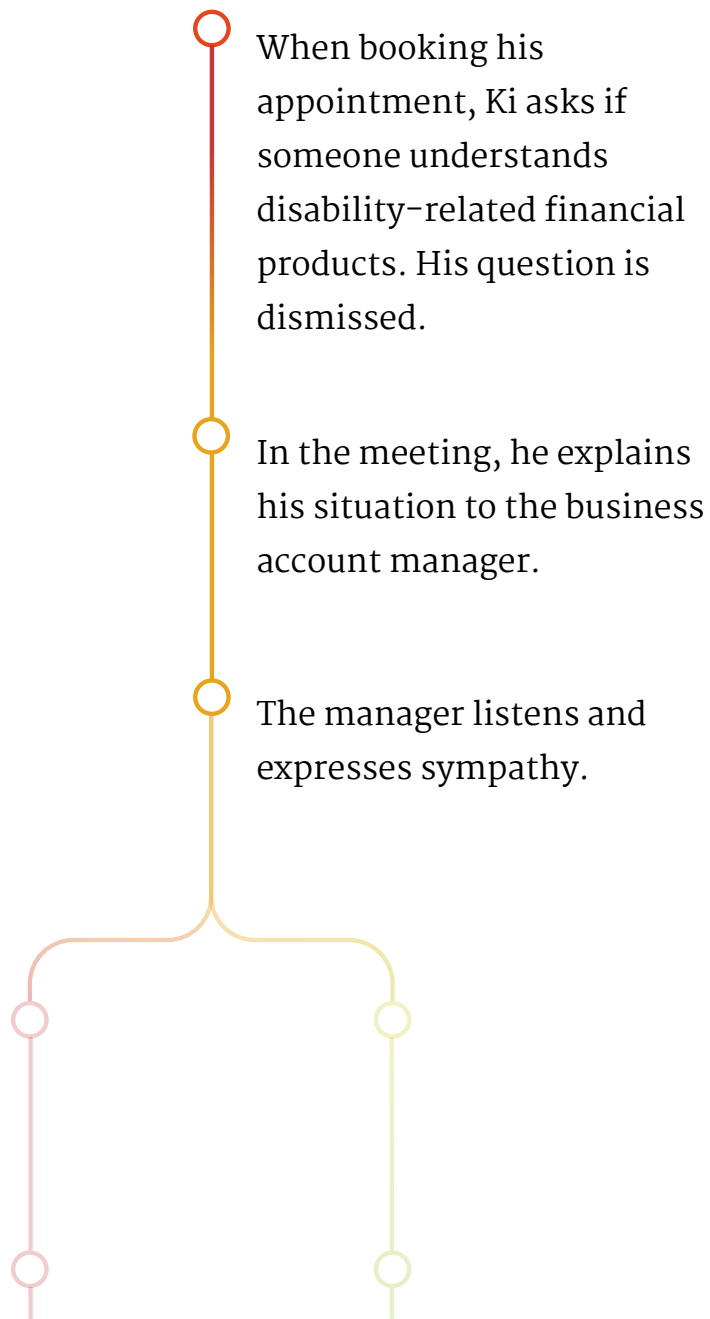 When booking his
appointment, Ki asks if
someone understands
disability-related financial
products. His question is
dismissed.
In the meeting, he explains
his situation to the business
account manager.
The manager listens and
expresses sympathy.